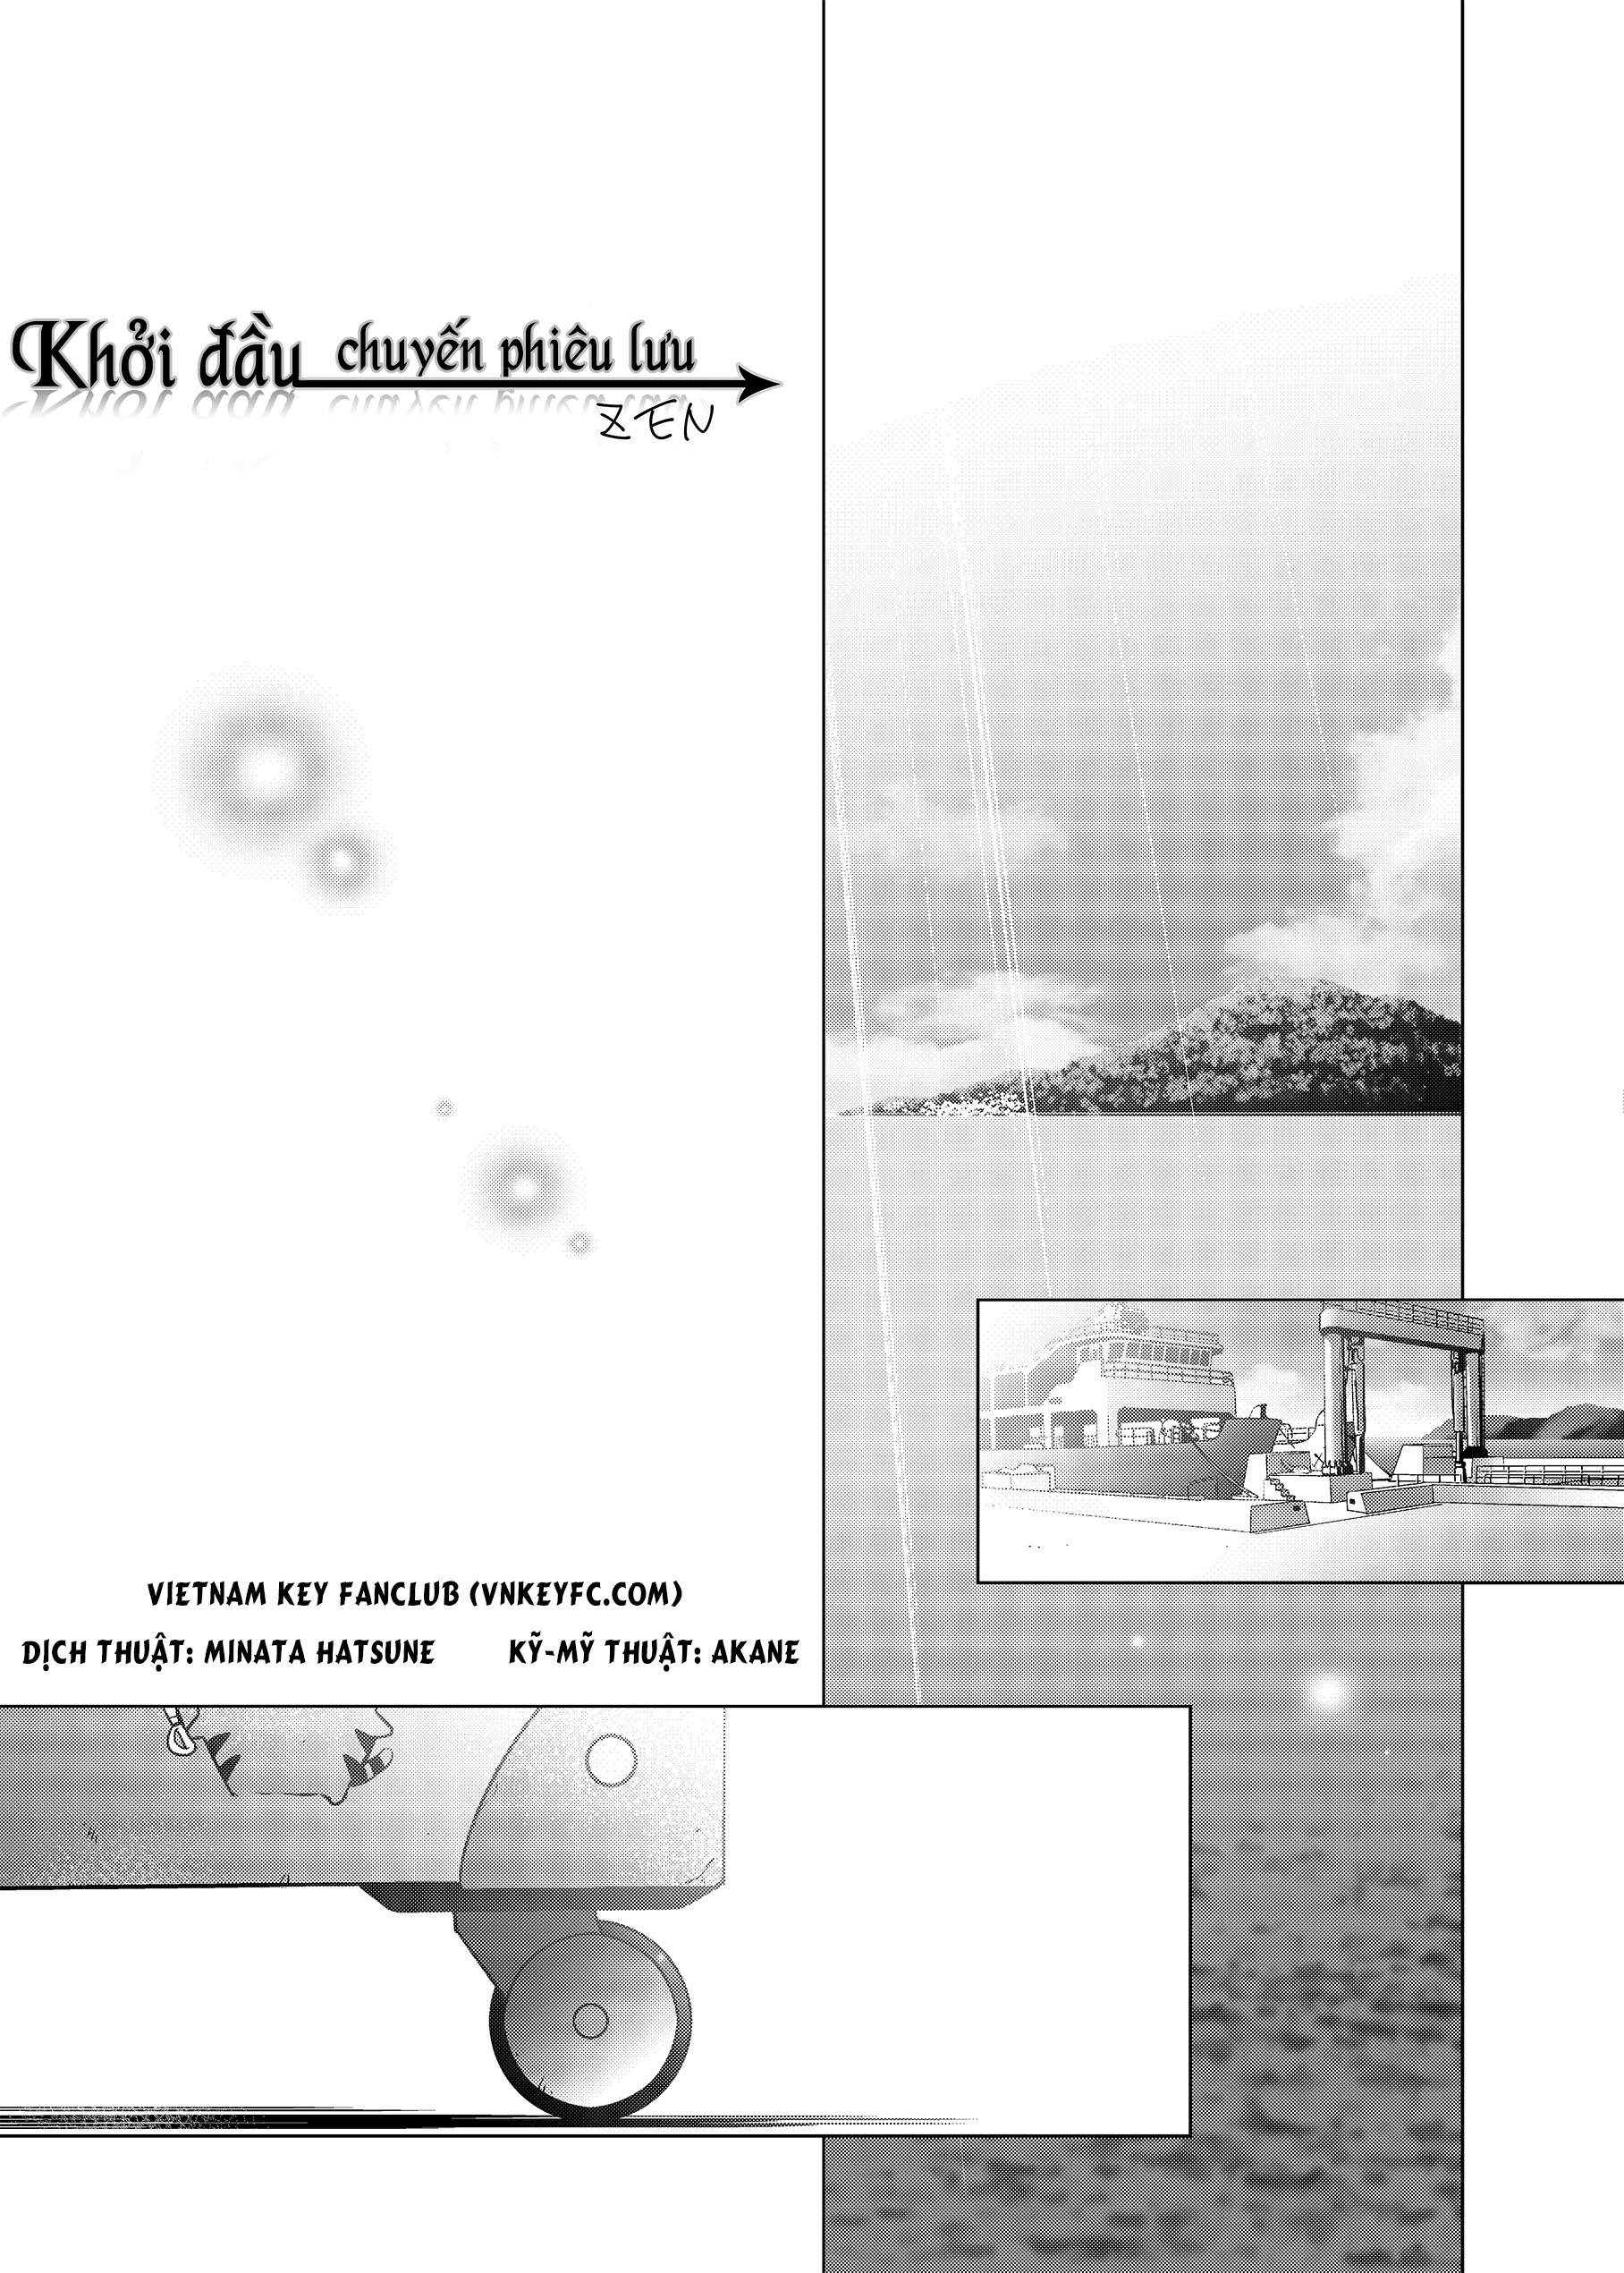 Khởi đầu chuyến phiêu lưu
ZEN
VIETNAM KEY FANCLUB (VNKEYFC.COM)
DỊCH THUẬT: MINATA HATSUNE KỸ-MỸ THUẬT: AKANE